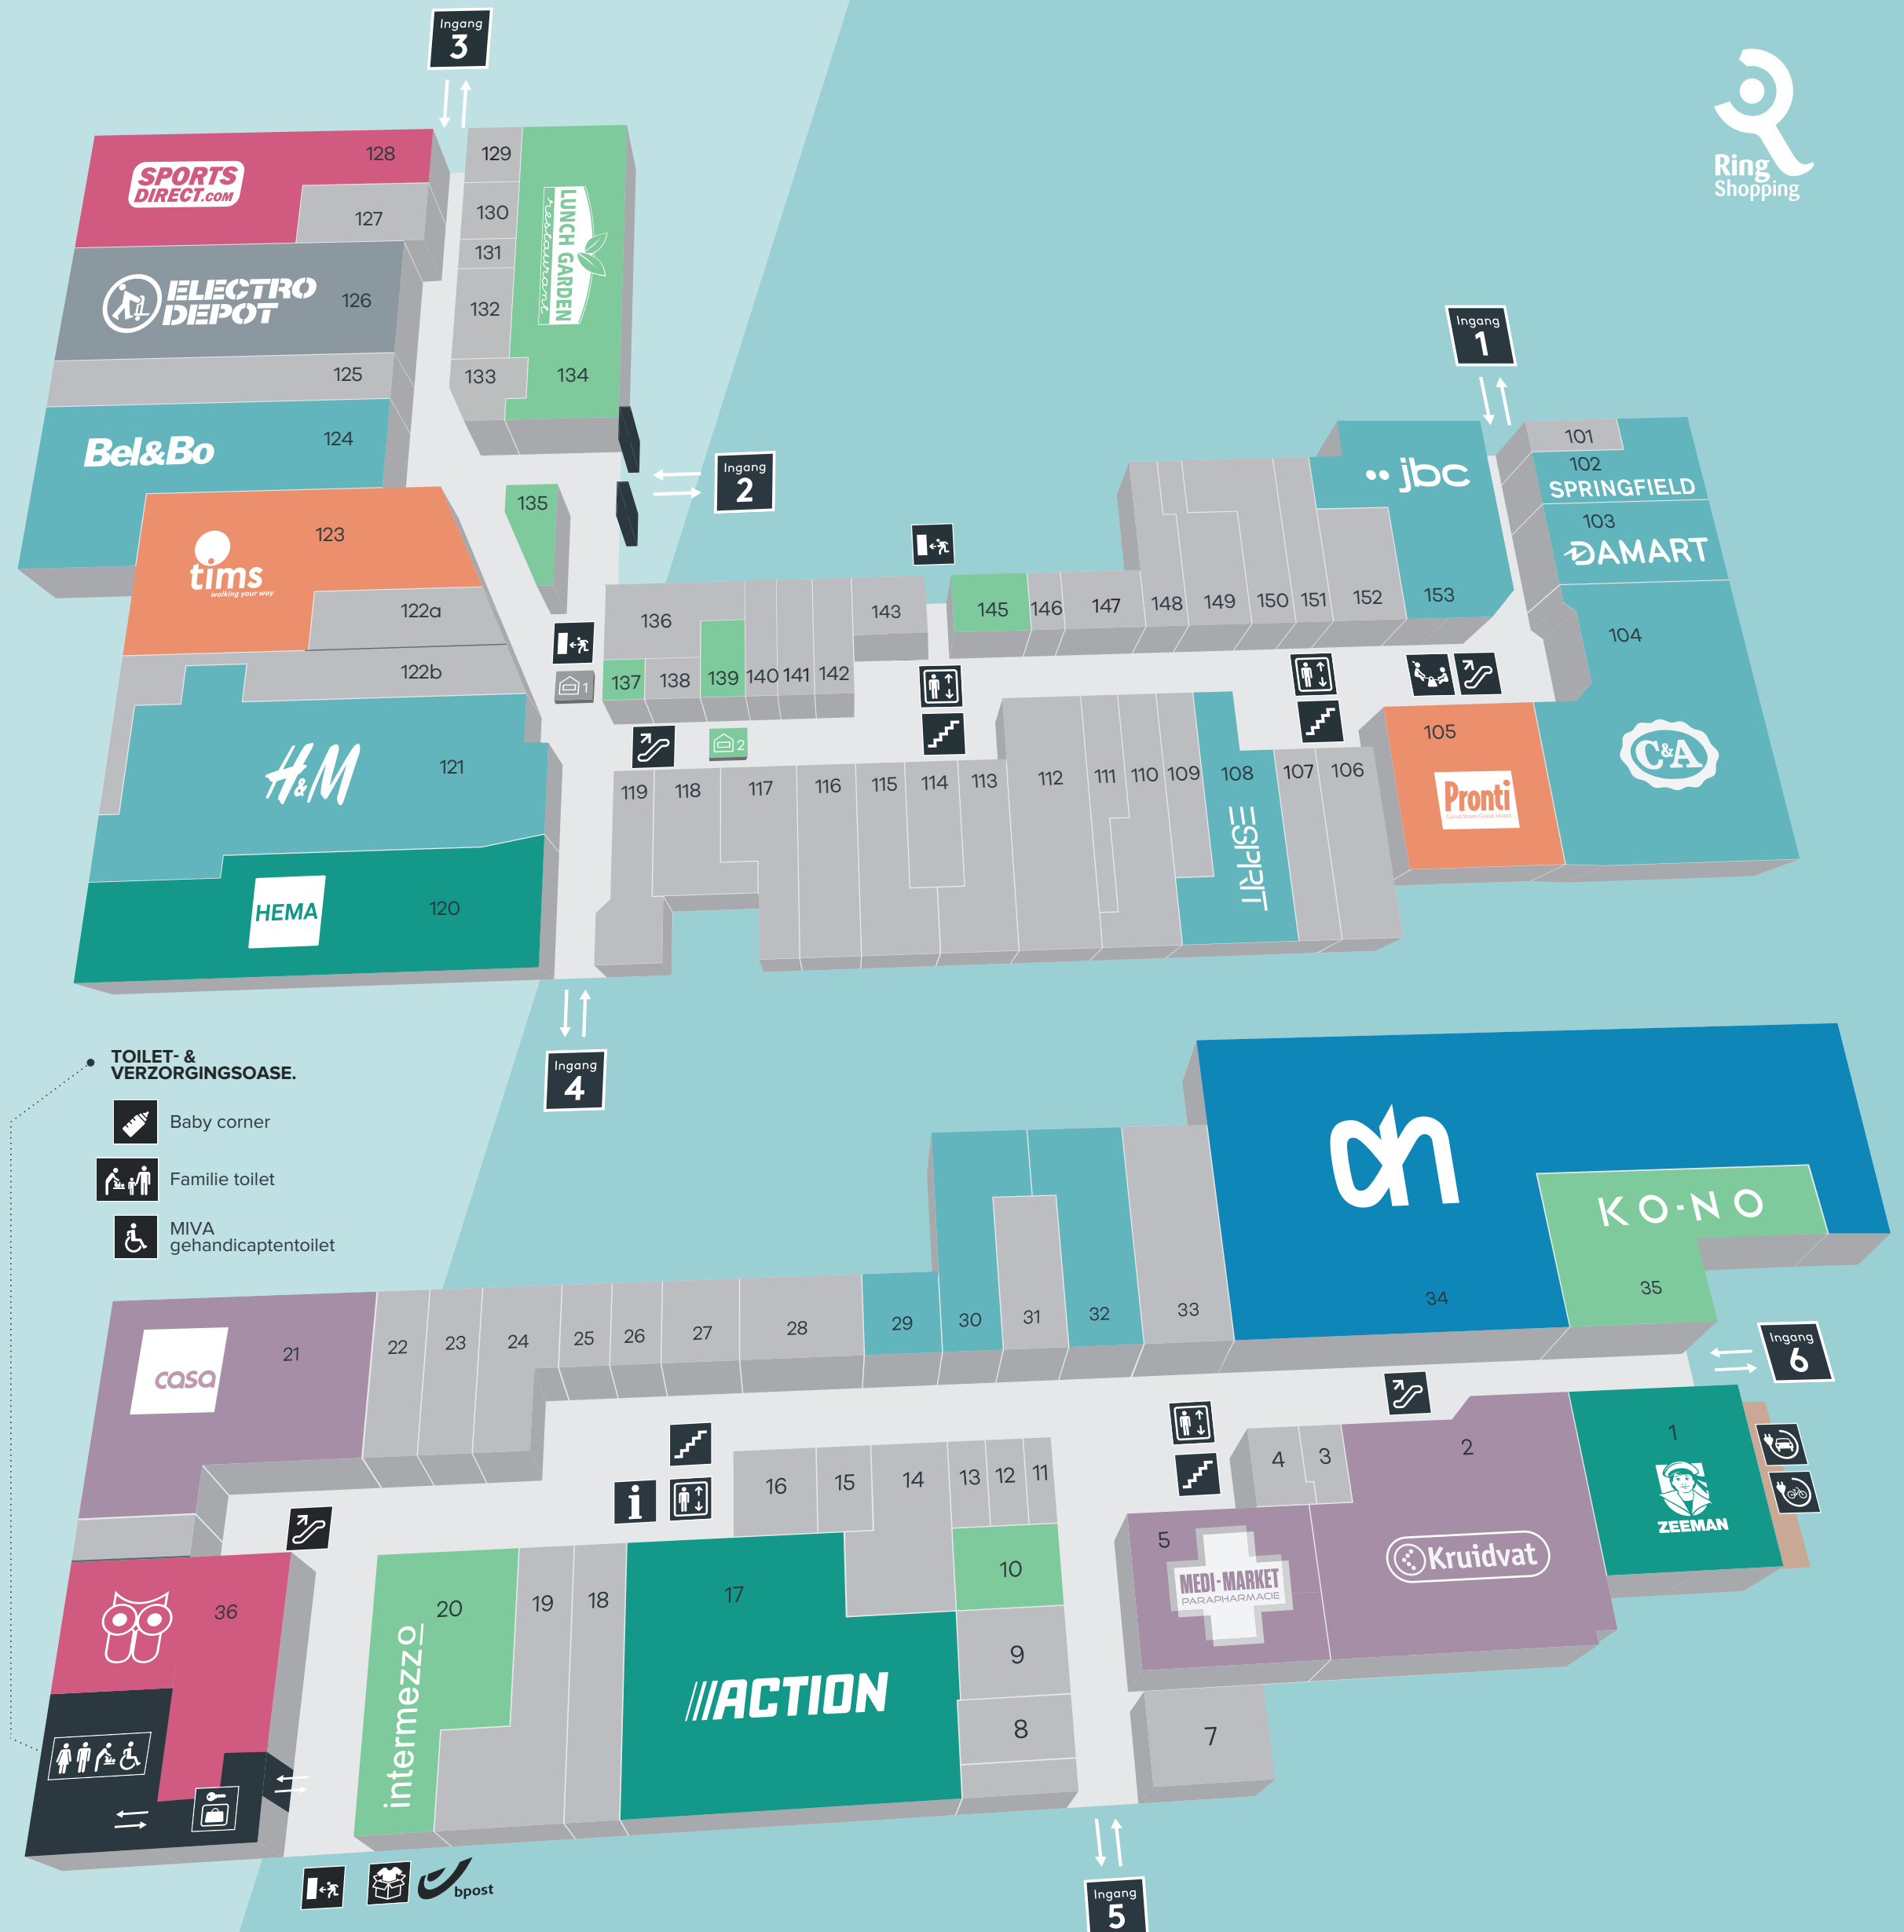 Ingang
3
Ring
Shopping
128
SPORTS
DIRECT.COM
127
129
130
131
132
133
LUNCH GARDEN
restaurant
134
ELECTRO
DEPOT
126
125
Bel&Bo
124
Ingang
2
135
123
tims
walking your way
122a
122b
H&M
121
HEMA
120
Ingang
1
101
102
SPRINGFIELD
103
DAMART
104
C&A
105
Pronti
Good Shoes Good Mood
jbc
153
136
137
138
139
140
141
142
143
145
146
147
148
149
150
151
152
1
2
119
118
117
116
115
114
113
112
111
110
109
108
ESPRIT
107
106
Ingang
4
TOILET- &
VERZORGINGSOASE.
Baby corner
Familie toilet
MIVA
gehandicaptentoilet
casa
21
22
23
24
25
26
27
28
29
30
31
32
33
ah
34
KO-NO
35
Ingang
6
i
16
15
14
13
12
11
10
9
8
4
3
2
Kruidvat
1
ZEEMAN
5
MEDI-MARKET
PARAPHARMACIE
7
36
intermezzo
20
19
18
17
ACTION
bpost
Ingang
5